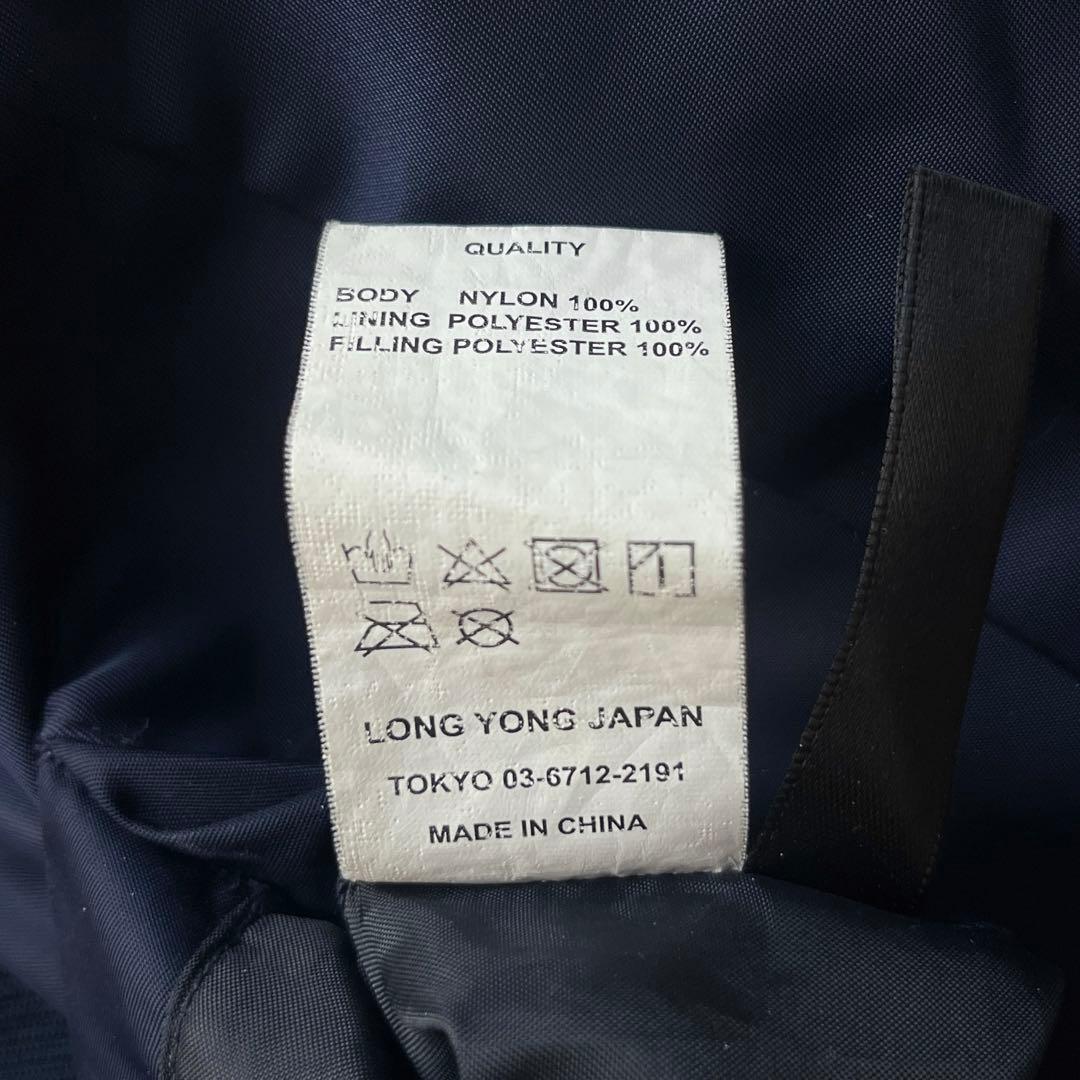 QUALITY
BODY NYLON 100%
LINING POLYESTER 100%
FILLING POLYESTER 100%
LONG YONG JAPAN
TOKYO 03-6712-2191
MADE IN CHINA